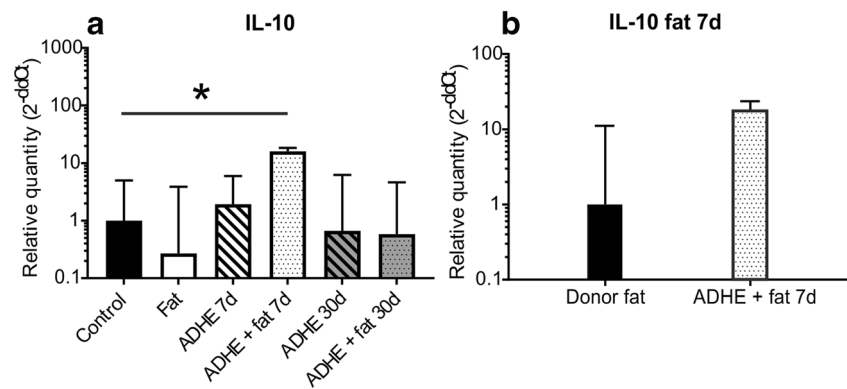 a
IL-10
Relative quantity (2^-ddCt)
1000
100
10
1
0.1
*
Control
Fat
ADHE 7d
ADHE + fat 7d
ADHE 30d
ADHE + fat 30d
b
IL-10 fat 7d
Relative quantity (2^-ddCt)
100
10
1
0.1
Donor fat
ADHE + fat 7d